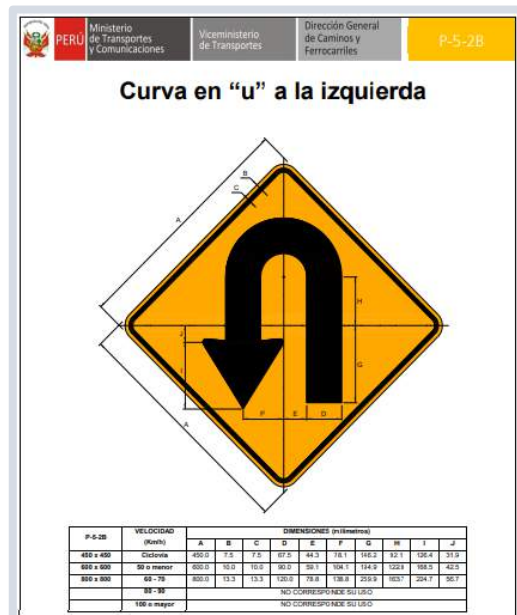 PERÚ
Ministerio
de Transportes
y Comunicaciones
Viceministerio
de Transportes
Dirección General
de Caminos y
Ferrocarriles
P-5-2B
Curva en “u” a la izquierda
B
C
A
H
J
G
I
F E D
A
P-5-2B VELOCIDAD (Km/h) DIMENSIONES (milímetros)
A B C D E F G H I J
450 x 450 Ciclovía 450.0 7.5 7.5 67.5 44.3 78.1 146.2 92.1 126.4 31.9
600 x 600 50 o menor 600.0 10.0 10.0 90.0 59.1 104.1 194.9 122.8 168.5 42.5
800 x 800 60 - 70 800.0 13.3 13.3 120.0 78.8 138.8 259.9 163.7 224.7 56.7
80 - 90 NO CORRESPONDE SU USO
100 o mayor NO CORRESPONDE SU USO